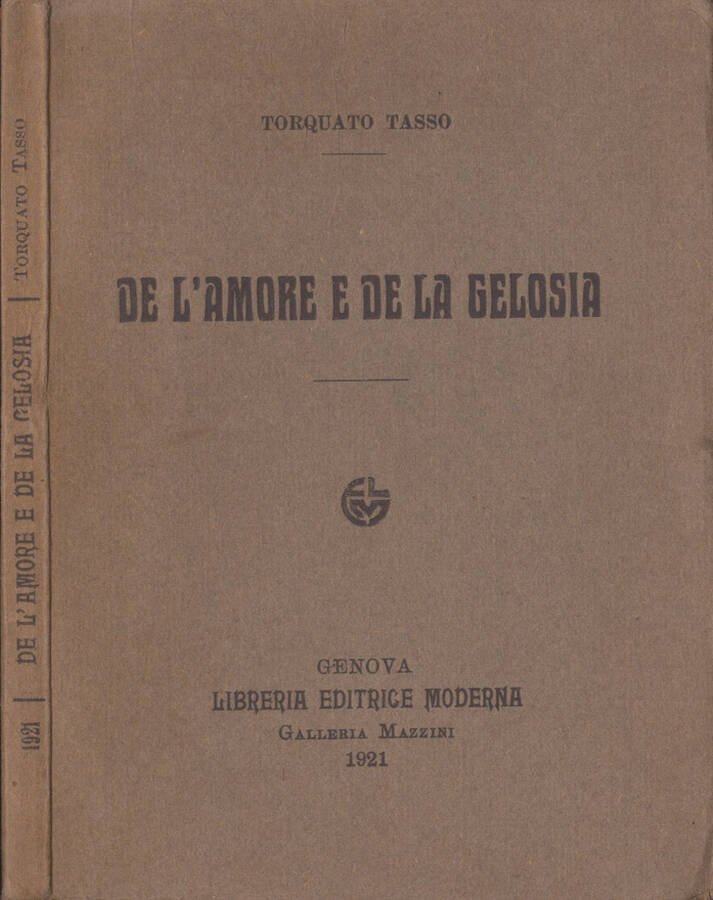 TORQUATO TASSO
DE L'AMORE E DE LA GELOSIA
GENOVA
LIBRERIA EDITRICE MODERNA
GALLERIA MAZZINI
1921
1921 | DE L'AMORE E DE LA GELOSIA | TORQUATO TASSO